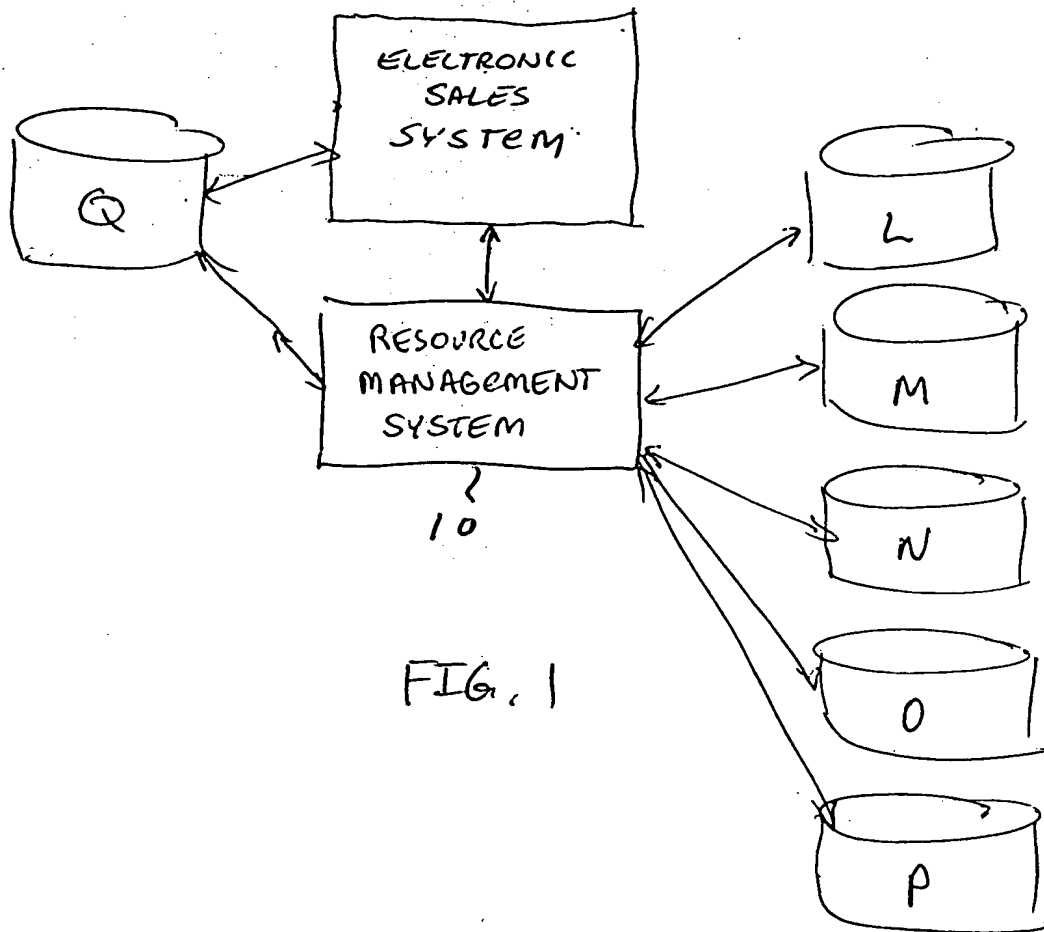 ELECTRONIC
SALES
SYSTEM
Q
L
RESOURCE
MANAGEMENT
SYSTEM
M
10
N
FIG. 1
O
P